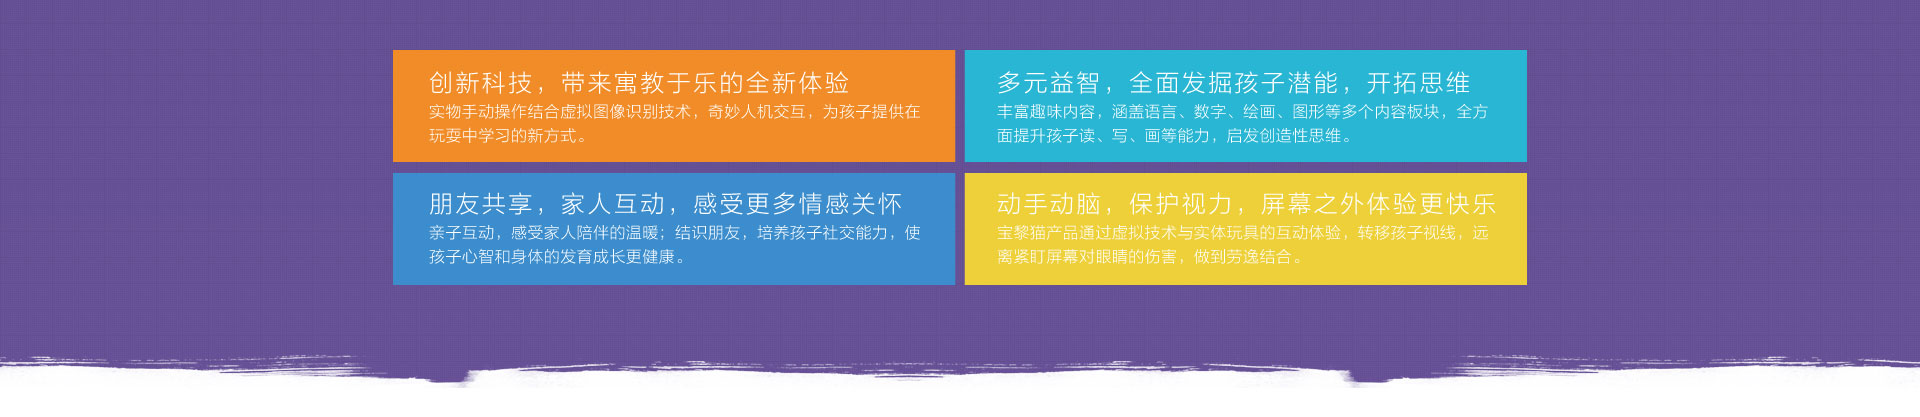 创新科技，带来寓教于乐的全新体验
实物手动操作结合虚拟图像识别技术，奇妙人机交互，为孩子提供在
玩耍中学习的新方式。
多元益智，全面发掘孩子潜能，开拓思维
丰富趣味内容，涵盖语言、数字、绘画、图形等多个内容板块，全方
面提升孩子读、写、画等能力，启发创造性思维。
朋友共享，家人互动，感受更多情感关怀
亲子互动，感受家人陪伴的温暖；结识朋友，培养孩子社交能力，使
孩子心智和身体的发育成长更健康。
动手动脑，保护视力，屏幕之外体验更快乐
宝黎猫产品通过虚拟技术与实体玩具的互动体验，转移孩子视线，远
离紧盯屏幕对眼睛的伤害，做到劳逸结合。